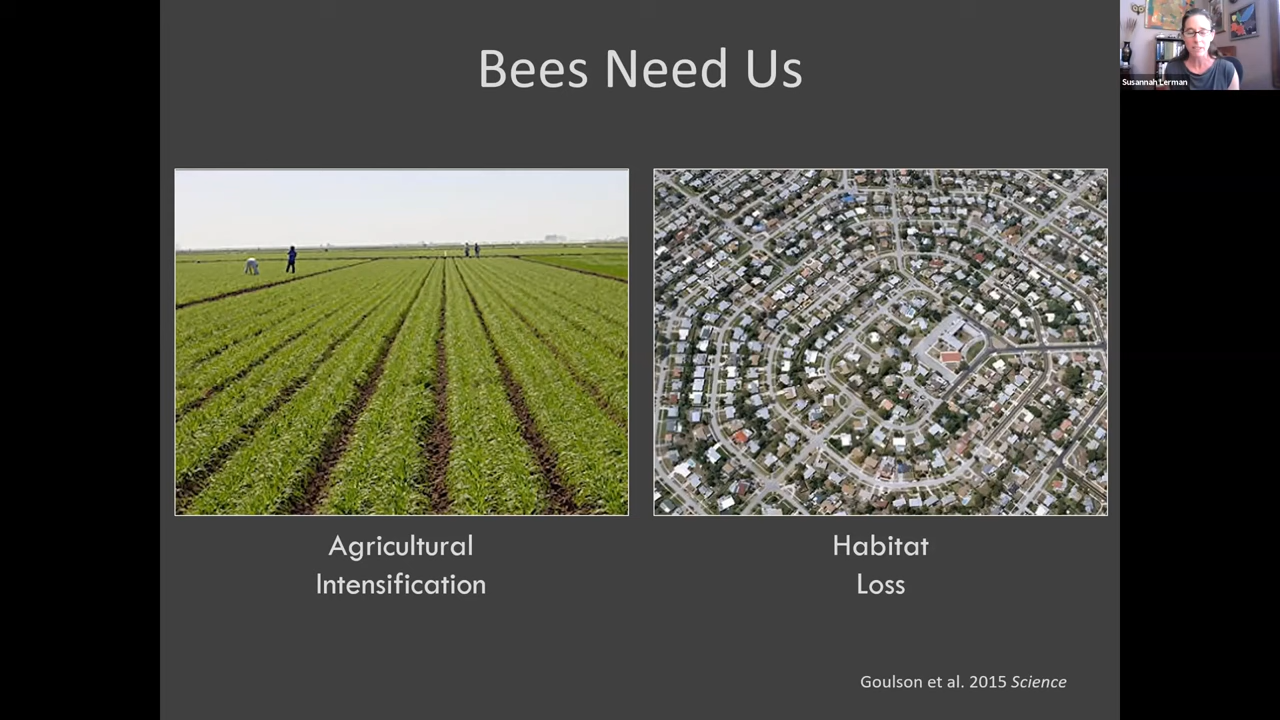 Bees Need Us
Susannah Lerman
Agricultural
Intensification
Habitat
Loss
Goulson et al. 2015 Science